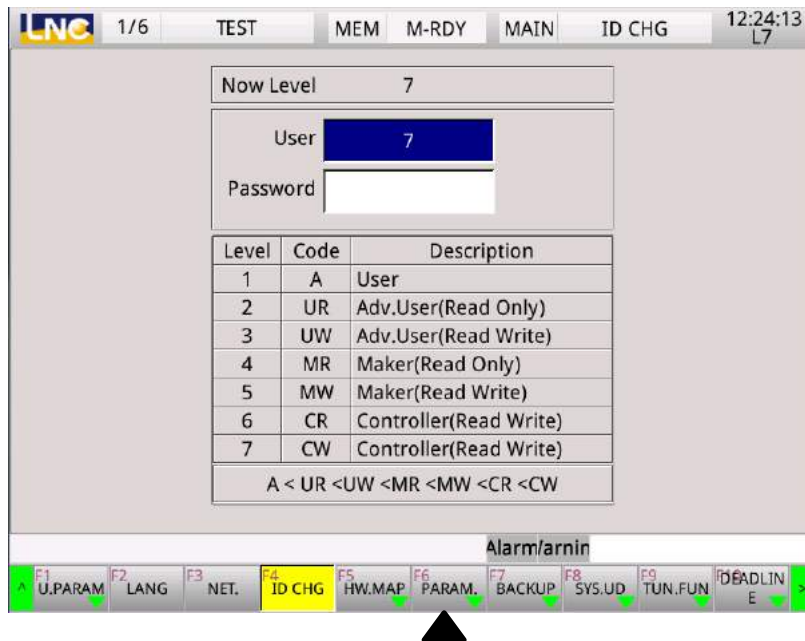 LNC 1/6 TEST MEM M-RDY MAIN ID CHG 12:24:13
L7
Now Level 7
User 7
Password
Level Code Description
1 A User
2 UR Adv.User(Read Only)
3 UW Adv.User(Read Write)
4 MR Maker(Read Only)
5 MW Maker(Read Write)
6 CR Controller(Read Write)
7 CW Controller(Read Write)
A < UR <UW <MR <MW <CR <CW
Alarm/arnin
^ F1 U.PARAM F2 LANG F3 NET. F4 ID CHG F5 HW.MAP F6 PARAM. F7 BACKUP F8 SYS.UD F9 TUN.FUN DEADLIN >
E